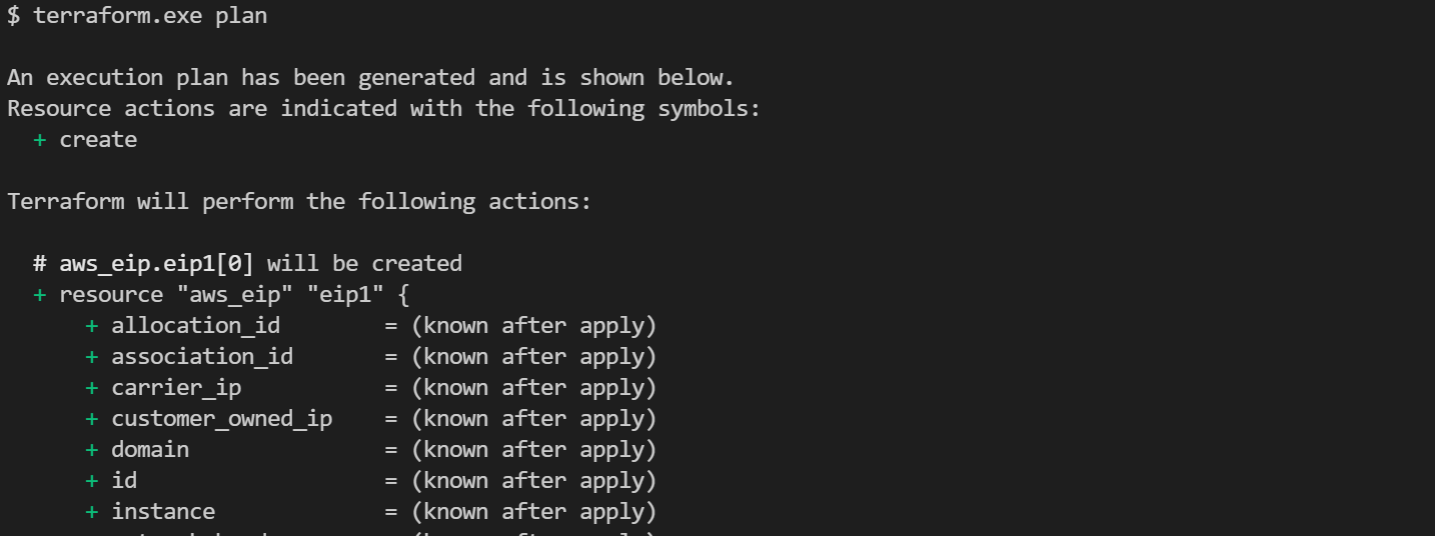 $ terraform.exe plan
An execution plan has been generated and is shown below.
Resource actions are indicated with the following symbols:
+ create
Terraform will perform the following actions:
# aws_eip.eip1[0] will be created
+ resource "aws_eip" "eip1" {
+ allocation_id = (known after apply)
+ association_id = (known after apply)
+ carrier_ip = (known after apply)
+ customer_owned_ip = (known after apply)
+ domain = (known after apply)
+ id = (known after apply)
+ instance = (known after apply)